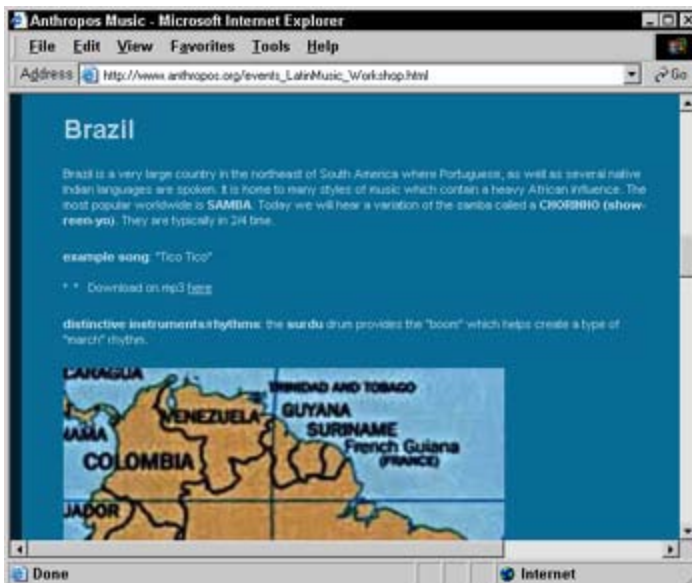 Anthropos Music - Microsoft Internet Explorer
File Edit View Favorites Tools Help
Address http://www.anthropos.org/events_LatinMusic_Workshop.html Go
Brazil
Brazil is a very large country in the northeast of South America where Portuguese, as well as several native
Indian languages are spoken. It is home to many styles of music which contain a heavy African influence. The
most popular worldwide is SAMBA. Today we will hear a variation of the samba called a CHORINHO (show-
reen-yo). They are typically in 2/4 time.
example song: "Tico Tico"
* * Download on mp3 here
distinctive instruments/rhythms: the surdu drum provides the "boom" which helps create a type of
"march" rhythm.
CARAGUA
TRINIDAD AND TOBAGO
VENEZUELA
GUYANA
NAMA
SURINAME
French Guiana
COLOMBIA
(FRANCE)
UADOR
Done Internet